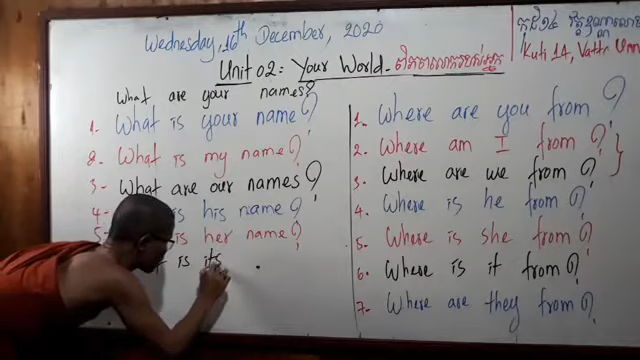 Wednesday, 16th December, 2020
Kuti 14, Vatta
Unit 02: Your World.
What are your names?
1- What is your name?
2- What is my name?
3- What are our names?
4- is his name?
5- is her name?
is its
1- Where are you from?
2- Where am I from?
3- Where are we from?
4- Where is he from?
5- Where is she from?
6- Where is it from?
7- Where are they from?